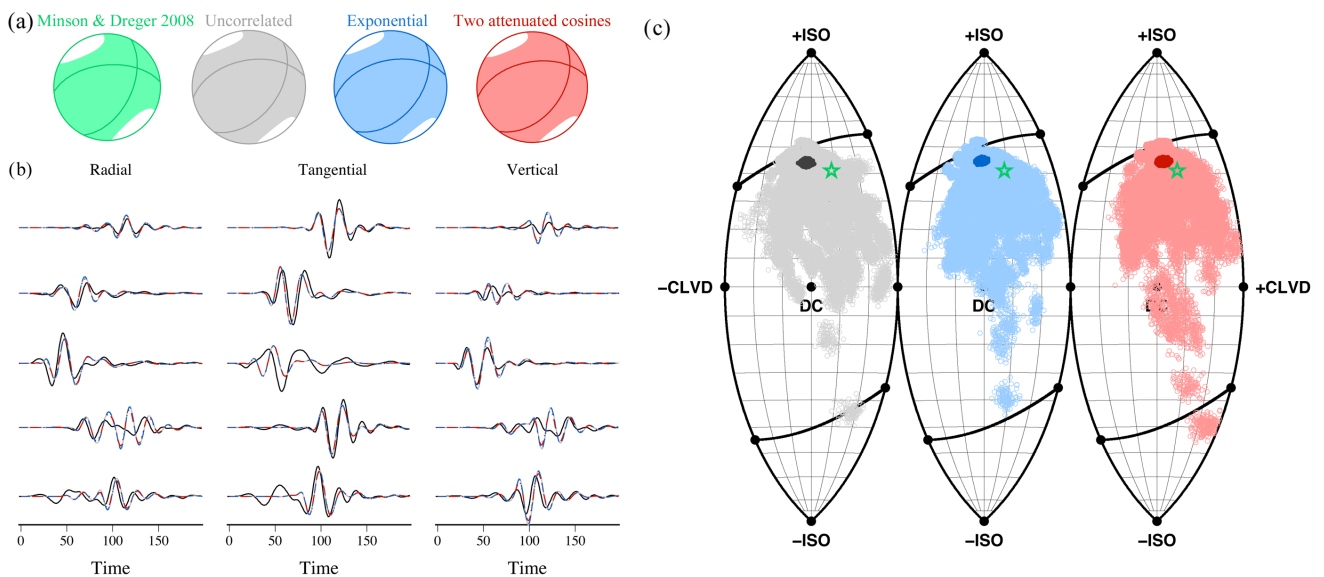 (a)
Minson & Dreger 2008
Uncorrelated
Exponential
Two attenuated cosines
(b)
Radial
Tangential
Vertical
0 50 100 150
0 50 100 150
0 50 100 150
Time
Time
Time
(c)
+ISO
+ISO
+ISO
−CLVD
DC
DC
DC
+CLVD
−ISO
−ISO
−ISO